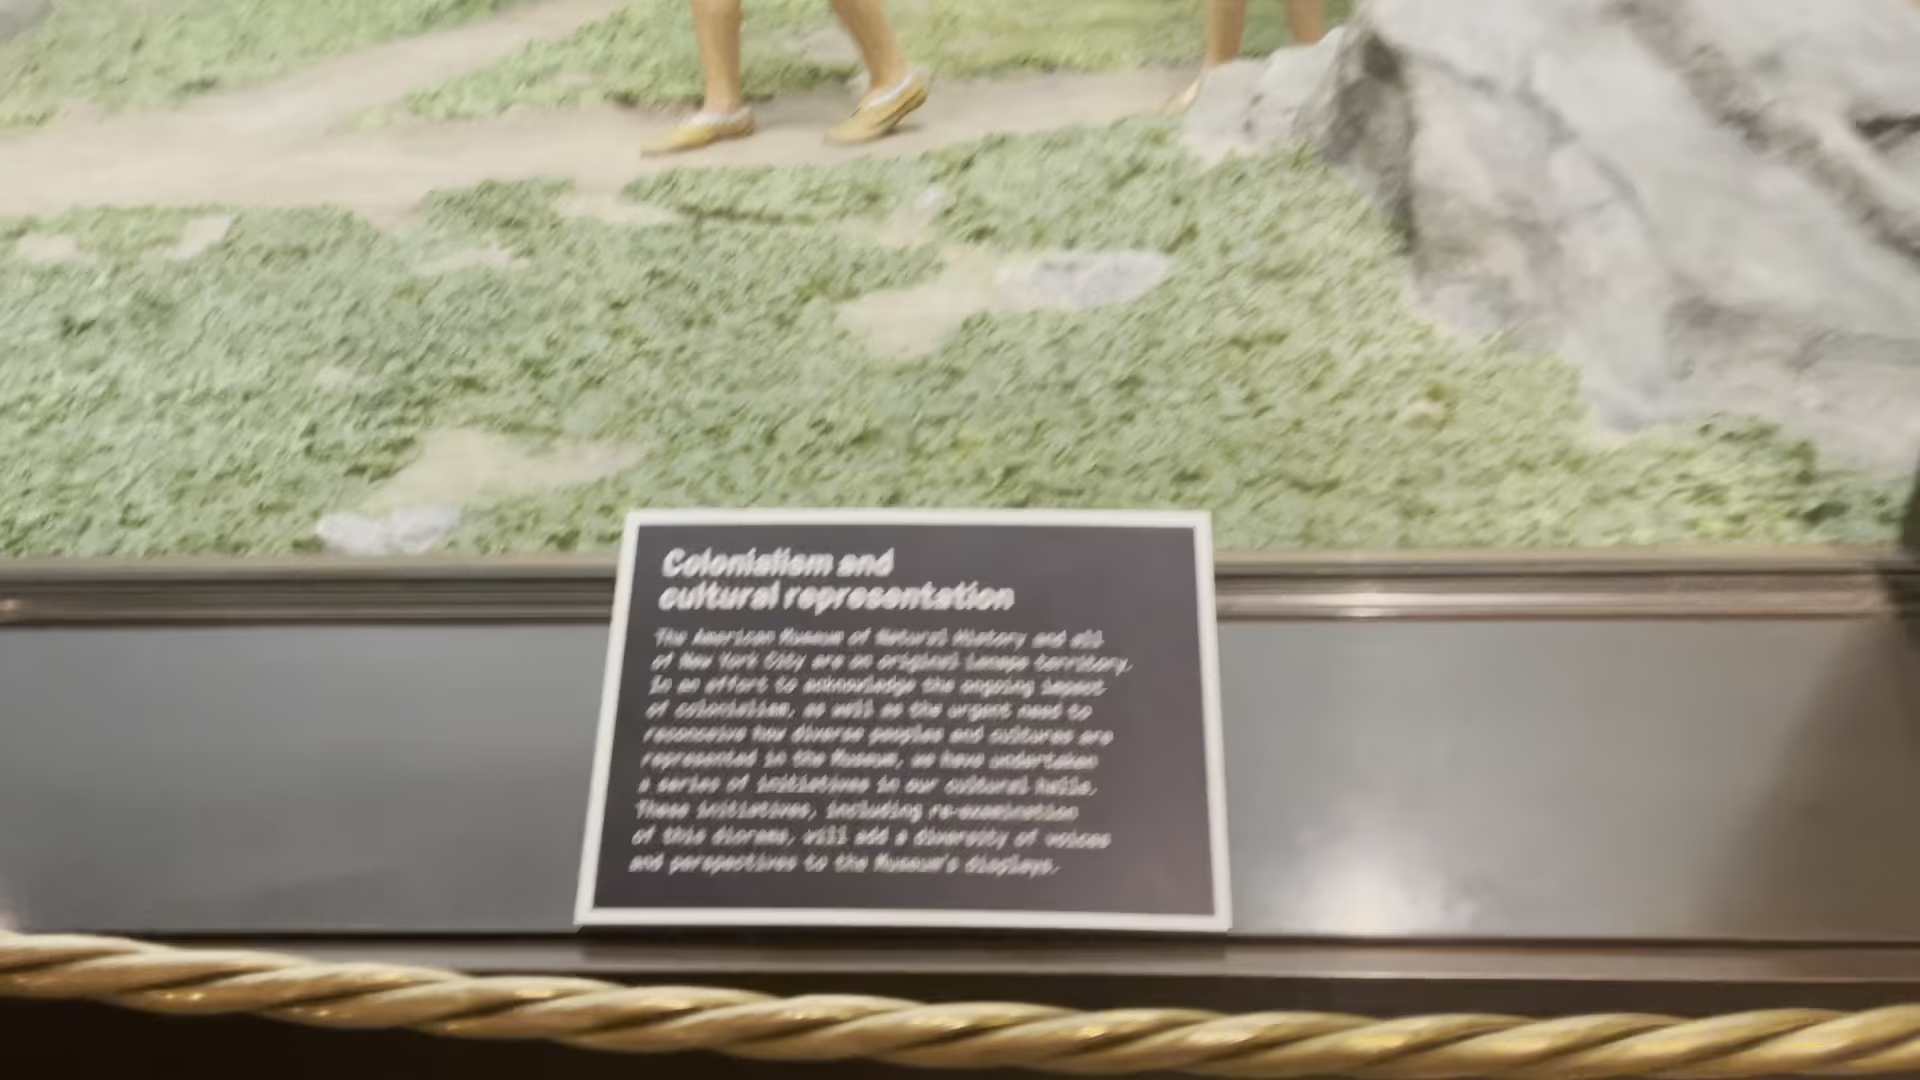 Colonialism and
cultural representation
The American Museum of Natural History and all
of New York City are on original Lenape territory.
In an effort to acknowledge the ongoing impact
of colonialism, as well as the urgent need to
reconceive how diverse peoples and cultures are
represented in the Museum, we have undertaken
a series of initiatives in our cultural halls.
These initiatives, including re-examination
of this diorama, will add a diversity of voices
and perspectives to the Museum's displays.